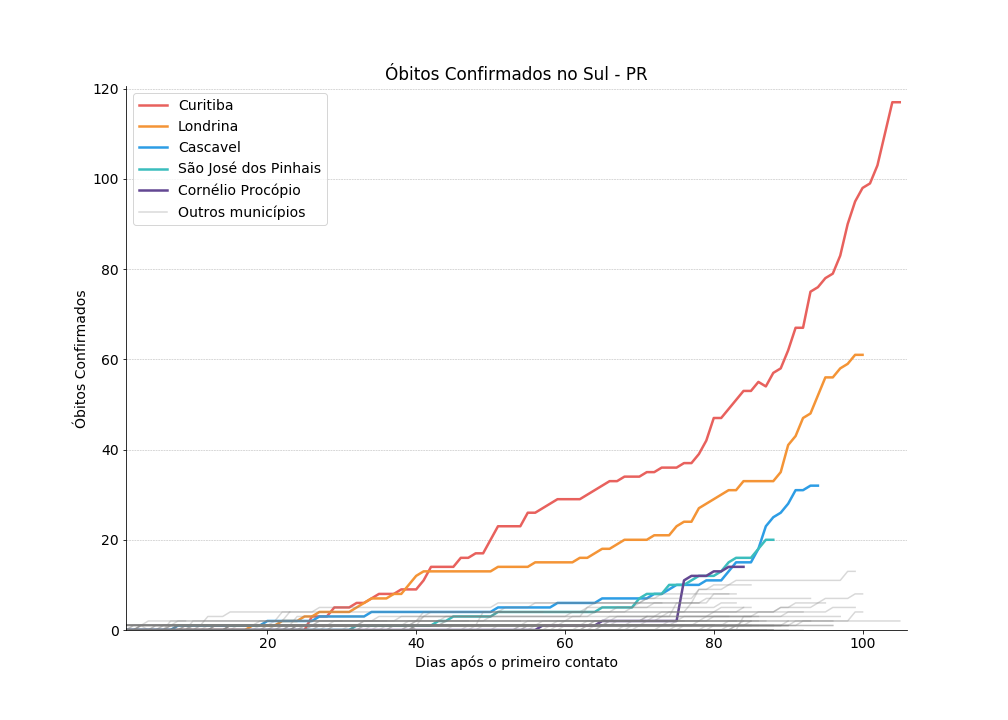 Óbitos Confirmados no Sul - PR
120
100
80
60
40
20
0
Óbitos Confirmados
Curitiba
Londrina
Cascavel
São José dos Pinhais
Cornélio Procópio
Outros municípios
20
40
60
80
100
Dias após o primeiro contato